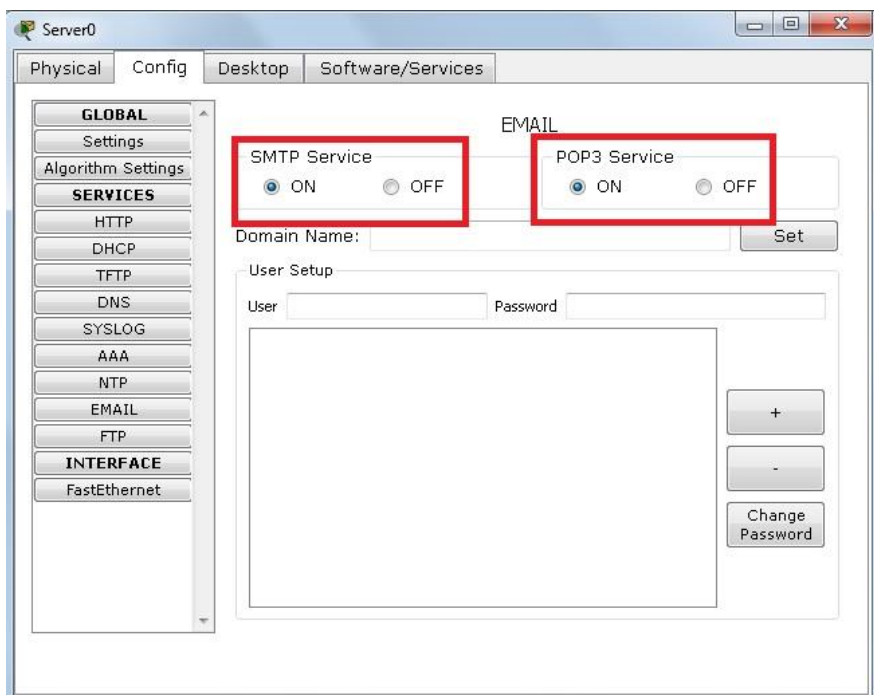 Server0
Physical Config Desktop Software/Services
GLOBAL
Settings
Algorithm Settings
SERVICES
HTTP
DHCP
TFTP
DNS
SYSLOG
AAA
NTP
EMAIL
FTP
INTERFACE
FastEthernet
EMAIL
SMTP Service
ON OFF
POP3 Service
ON OFF
Domain Name: Set
User Setup
User Password
+
-
Change
Password